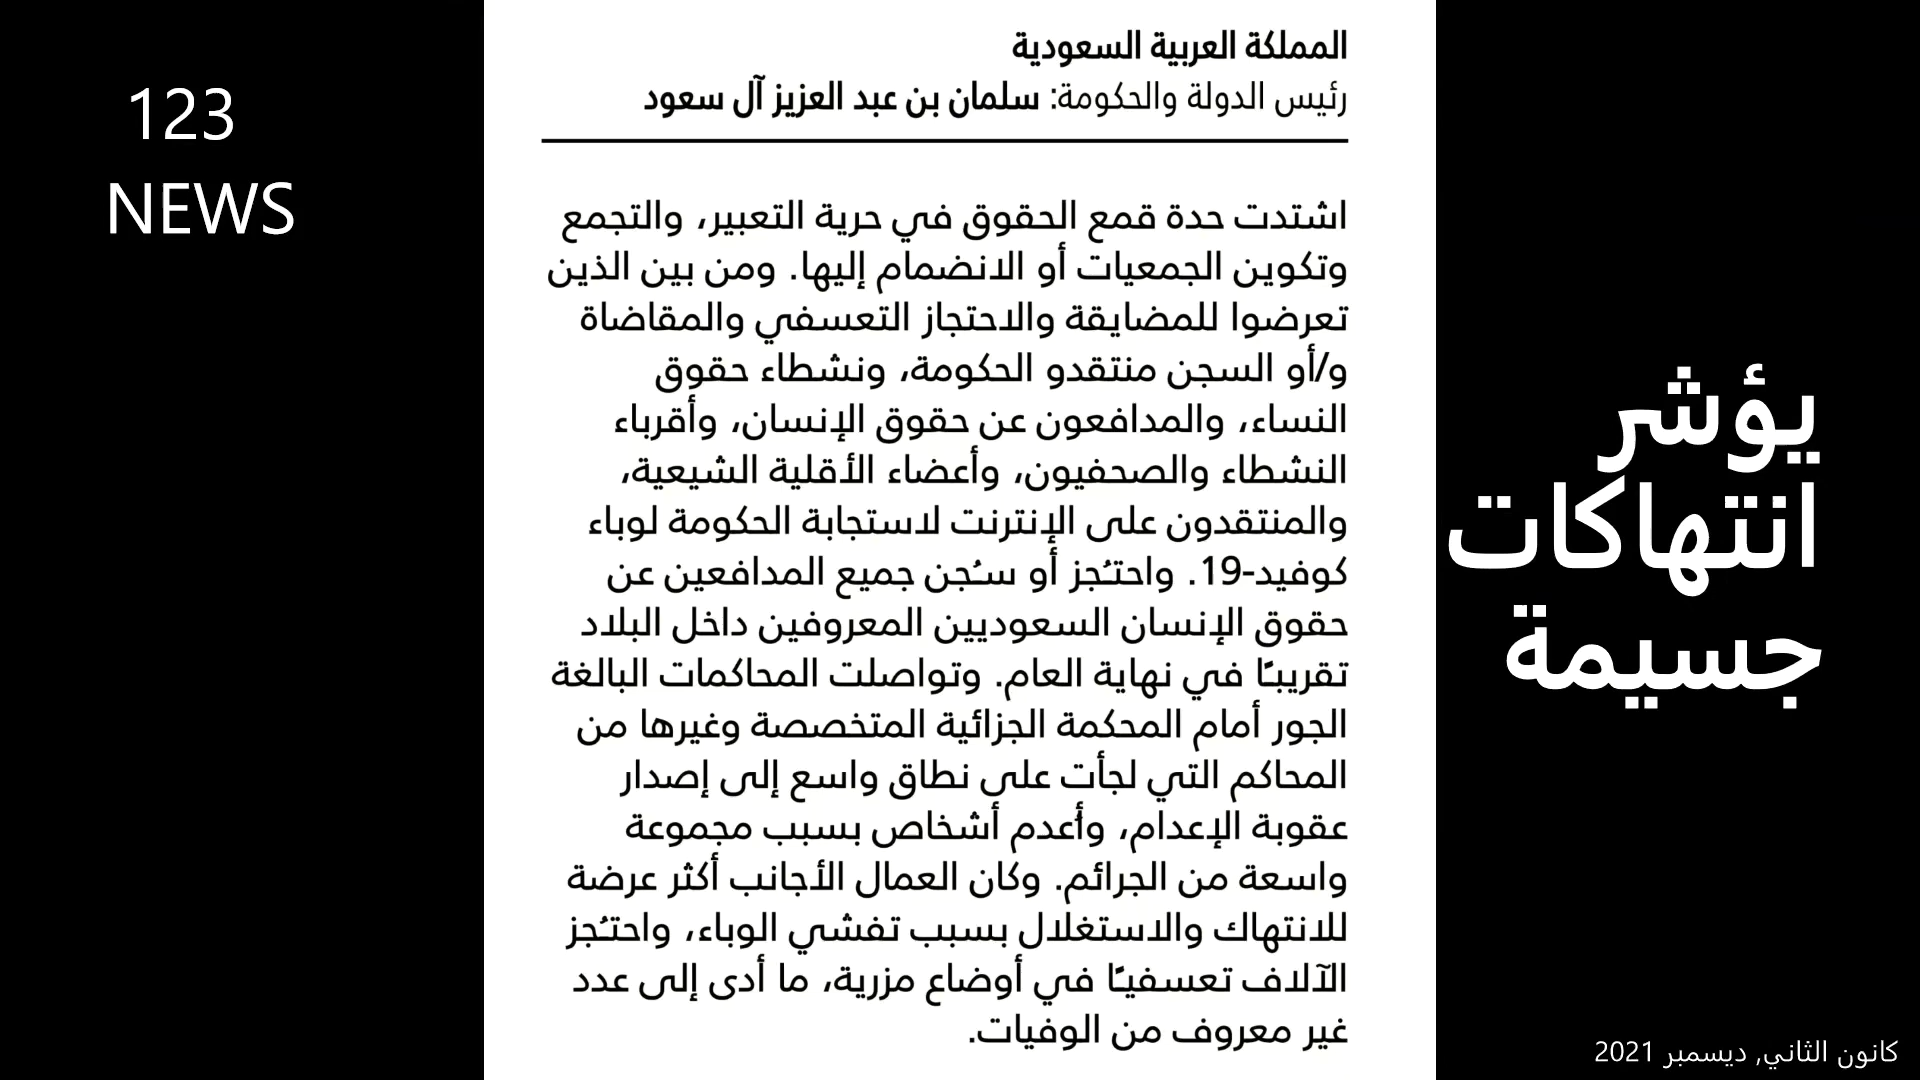 123
NEWS
المملكة العربية السعودية
رئيس الدولة والحكومة: سلمان بن عبد العزيز آل سعود
اشتدت حدة قمع الحقوق في حرية التعبير، والتجمع
وتكوين الجمعيات أو الانضمام إليها. ومن بين الذين
تعرضوا للمضايقة والاحتجاز التعسفي والمقاضاة
و/أو السجن منتقدو الحكومة، ونشطاء حقوق
النساء، والمدافعون عن حقوق الإنسان، وأقرباء
النشطاء والصحفيون، وأعضاء الأقلية الشيعية،
والمنتقدون على الإنترنت لاستجابة الحكومة لوباء
كوفيد-19. واحتُجز أو سُجن جميع المدافعين عن
حقوق الإنسان السعوديين المعروفين داخل البلاد
تقريبًا في نهاية العام. وتواصلت المحاكمات البالغة
الجور أمام المحكمة الجزائية المتخصصة وغيرها من
المحاكم التي لجأت على نطاق واسع إلى إصدار
عقوبة الإعدام، وأُعدم أشخاص بسبب مجموعة
واسعة من الجرائم. وكان العمال الأجانب أكثر عرضة
للانتهاك والاستغلال بسبب تفشي الوباء، واحتُجز
الآلاف تعسفيًا في أوضاع مزرية، ما أدى إلى عدد
غير معروف من الوفيات.
يؤشر
انتهاكات
جسيمة
كانون الثاني, ديسمبر 2021